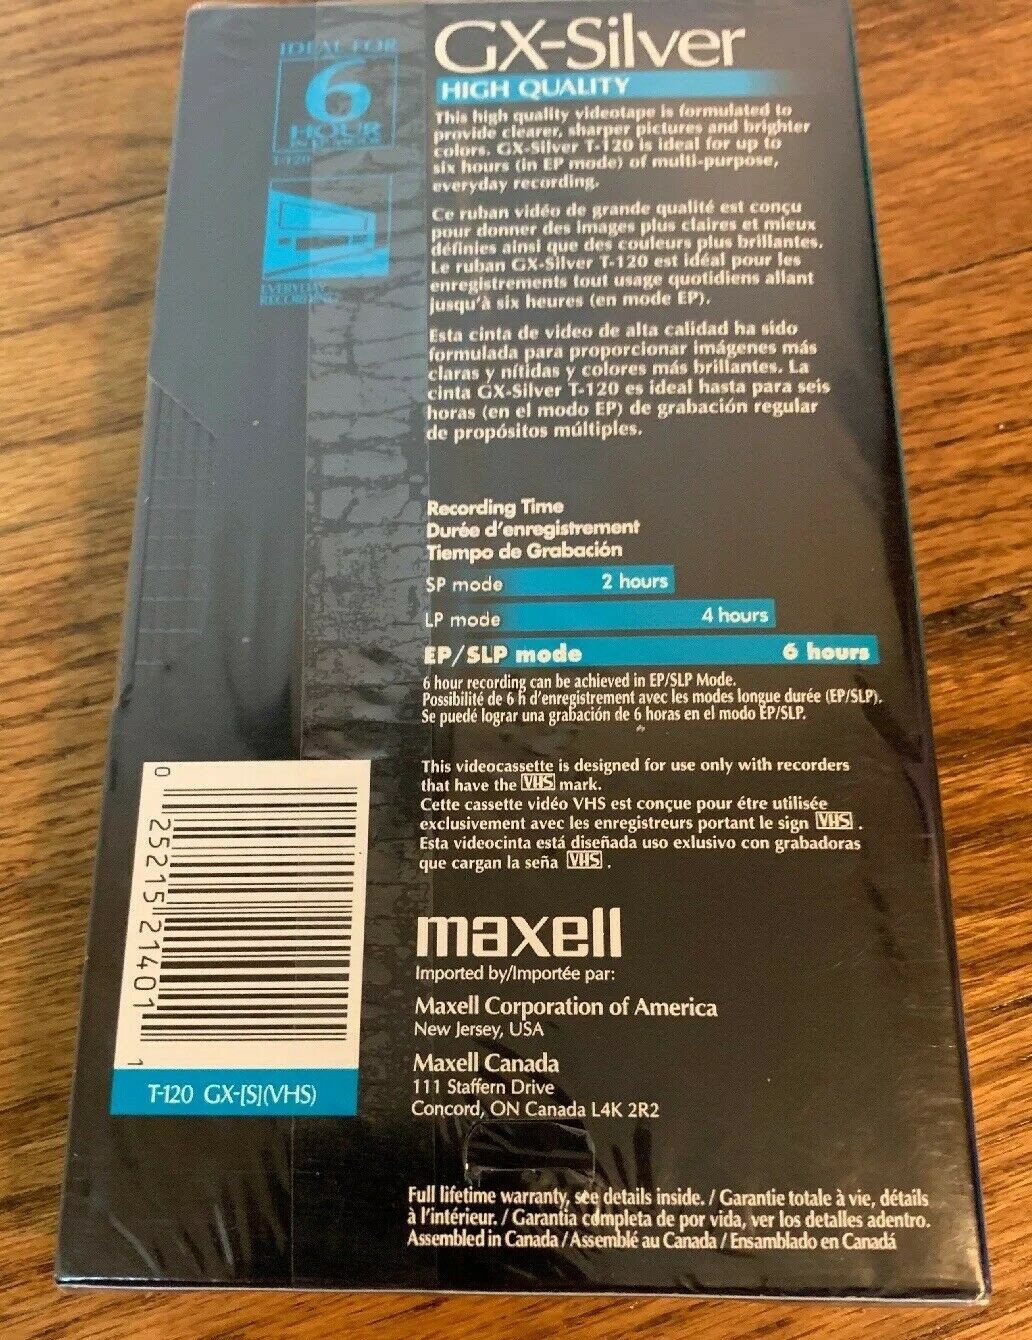 GX-Silver
HIGH QUALITY
This high quality videotape is formulated to
provide clearer, sharper pictures and brighter
colors. GX-Silver T-120 is ideal for up to
six hours (in EP mode) of multi-purpose,
everyday recording.
Ce ruban vidéo de grande qualité est conçu
pour donner des images plus claires et mieux
définies ainsi que des couleurs plus brillantes.
Le ruban GX-Silver T-120 est idéal pour les
enregistrements tout usage quotidiens allant
jusqu'à six heures (en mode EP).
Esta cinta de video de alta calidad ha sido
formulada para proporcionar imágenes más
claras y nítidas y colores más brillantes. La
cinta GX-Silver T-120 es ideal hasta para seis
horas (en el modo EP) de grabación regular
de propósitos múltiples.
IDEAL FOR
6
HOUR
IN EP MODE
T-120
EVERYDAY
RECORDING
Recording Time
Durée d'enregistrement
Tiempo de Grabación
SP mode 2 hours
LP mode 4 hours
EP/SLP mode 6 hours
6 hour recording can be achieved in EP/SLP Mode.
Possibilité de 6 h d'enregistrement avec les modes longue durée (EP/SLP).
Se puedé lograr una grabación de 6 horas en el modo EP/SLP.
This videocassette is designed for use only with recorders
that have the VHS mark.
Cette cassette vidéo VHS est conçue pour étre utilisée
exclusivement avec les enregistreurs portant le sign VHS .
Esta videocinta está diseñada uso exlusivo con grabadoras
que cargan la seña VHS .
0 25215 21401 1
T-120 GX-[S](VHS)
maxell
Imported by/Importée par:
Maxell Corporation of America
New Jersey, USA
Maxell Canada
111 Staffern Drive
Concord, ON Canada L4K 2R2
Full lifetime warranty, see details inside. / Garantie totale à vie, détails
à l'intérieur. / Garantía completa de por vida, ver los detalles adentro.
Assembled in Canada / Assemblé au Canada / Ensamblado en Canadá